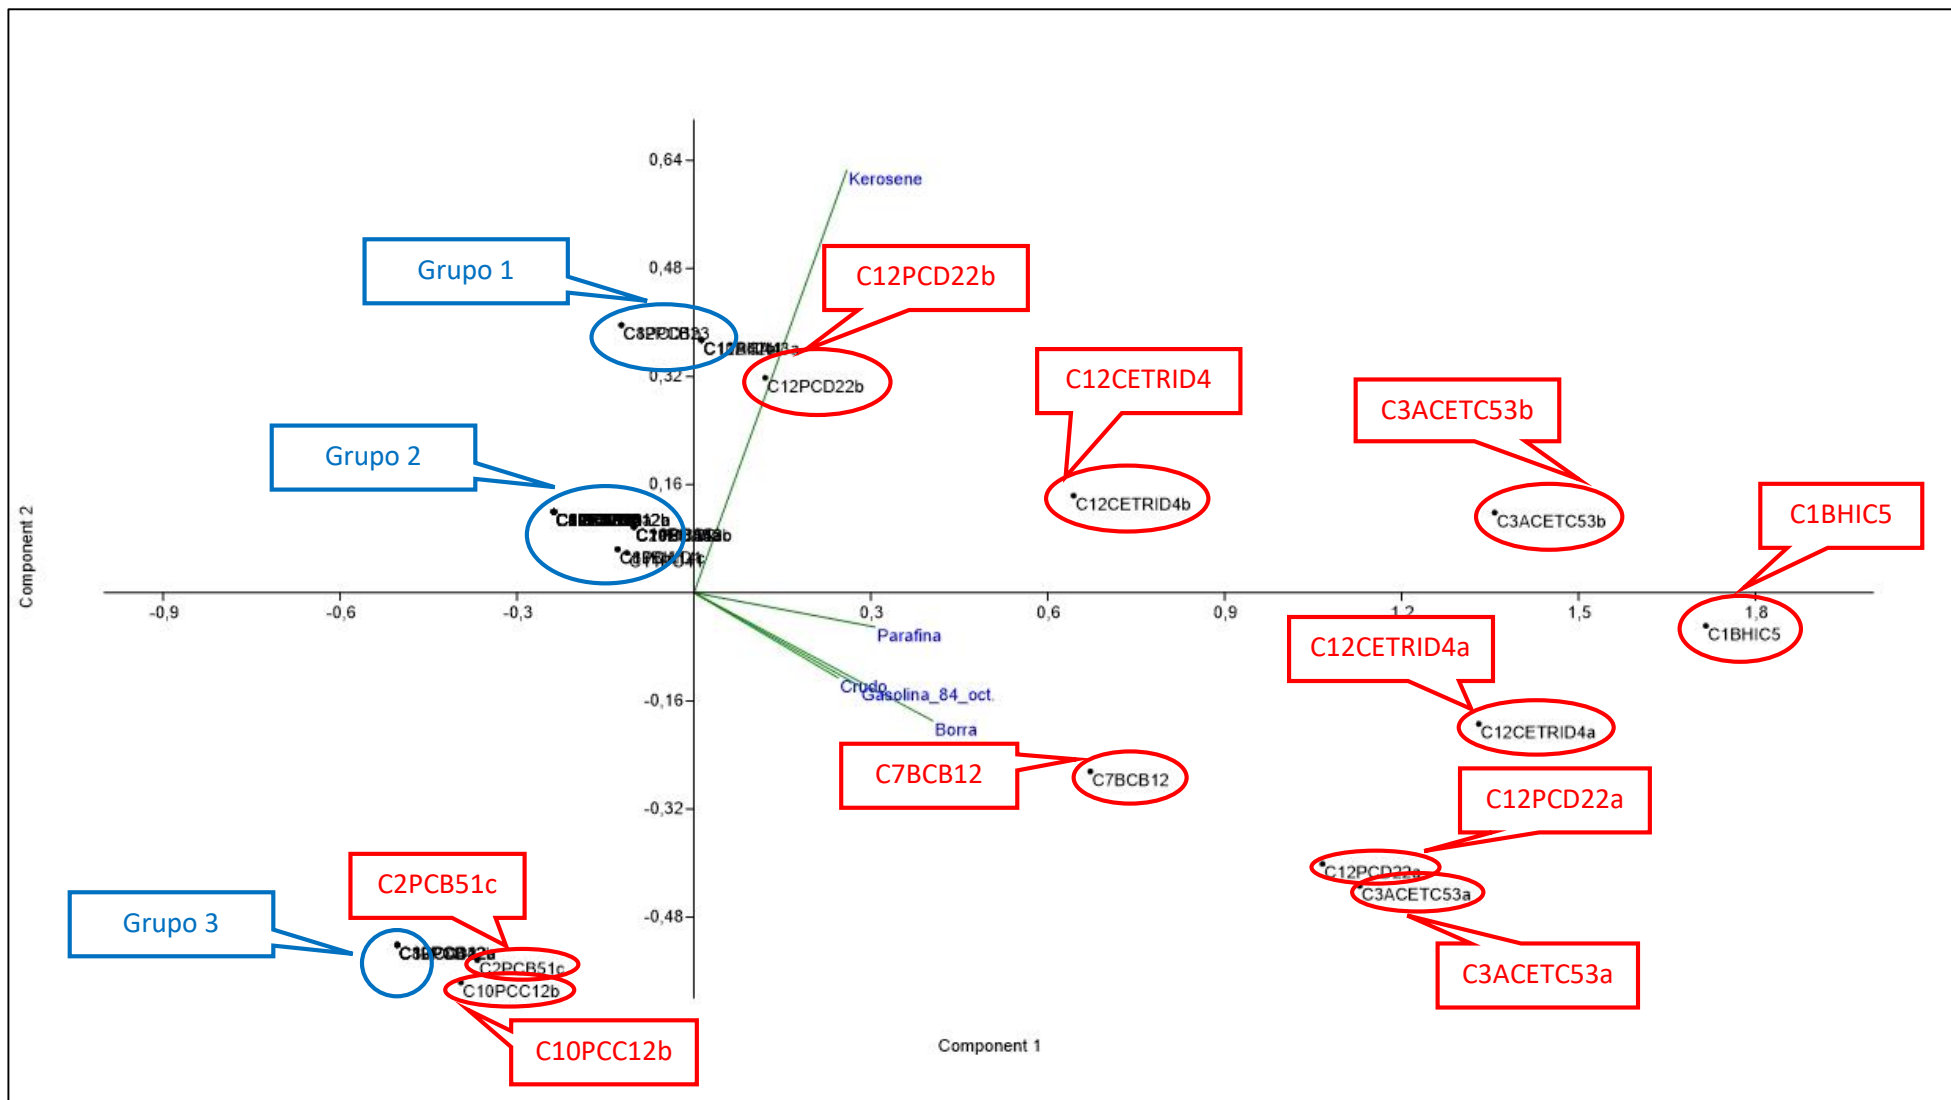 0,64
Kerosene
Grupo 1
0,48
C12PCD22b
C12PCD22b
0,32
C12CETRID4
C3ACETC53b
Grupo 2
0,16
C12CETRID4b
C3ACETC53b
C1BHIC5
Component 2
-0,9
-0,6
-0,3
0,3
0,6
0,9
1,2
1,5
1,8
Parafina
C1BHIC5
C12CETRID4a
Crudo
Gasolina_84_oct.
-0,16
Borra
C12CETRID4a
C7BCB12
C7BCB12
C12PCD22a
-0,32
C2PCB51c
C12PCD22a
C3ACETC53a
-0,48
Grupo 3
C2PCB51c
C10PCC12b
C3ACETC53a
C10PCC12b
Component 1